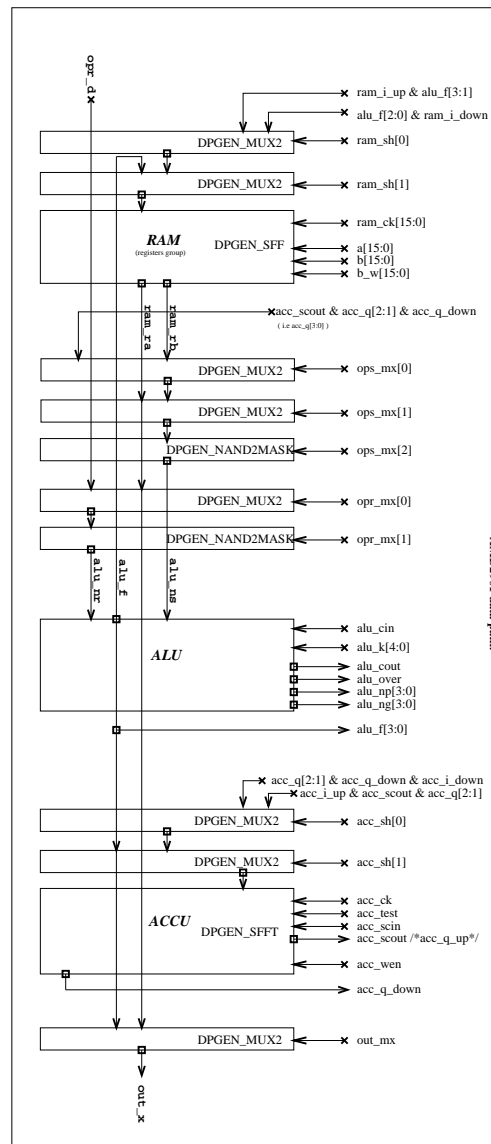 opr_d
ram_i_up & alu_f[3:1]
alu_f[2:0] & ram_i_down
DPGEN_MUX2
ram_sh[0]
DPGEN_MUX2
ram_sh[1]
RAM
(registers group)
DPGEN_SFF
ram_ck[15:0]
a[15:0]
b[15:0]
b_w[15:0]
ram_ra
ram_rb
acc_scout & acc_q[2:1] & acc_q_down
( i.e acc_q[3:0] )
DPGEN_MUX2
ops_mx[0]
DPGEN_MUX2
ops_mx[1]
DPGEN_NAND2MASK
ops_mx[2]
DPGEN_MUX2
opr_mx[0]
DPGEN_NAND2MASK
opr_mx[1]
alu_nr
alu_f
alu_ns
ALU
alu_cin
alu_k[4:0]
alu_cout
alu_over
alu_np[3:0]
alu_ng[3:0]
alu_f[3:0]
acc_q[2:1] & acc_q_down & acc_i_down
acc_i_up & acc_scout & acc_q[2:1]
DPGEN_MUX2
acc_sh[0]
DPGEN_MUX2
acc_sh[1]
ACCU
DPGEN_SFFT
acc_ck
acc_test
acc_scin
acc_scout /*acc_q_up*/
acc_wen
acc_q_down
DPGEN_MUX2
out_mx
out_x